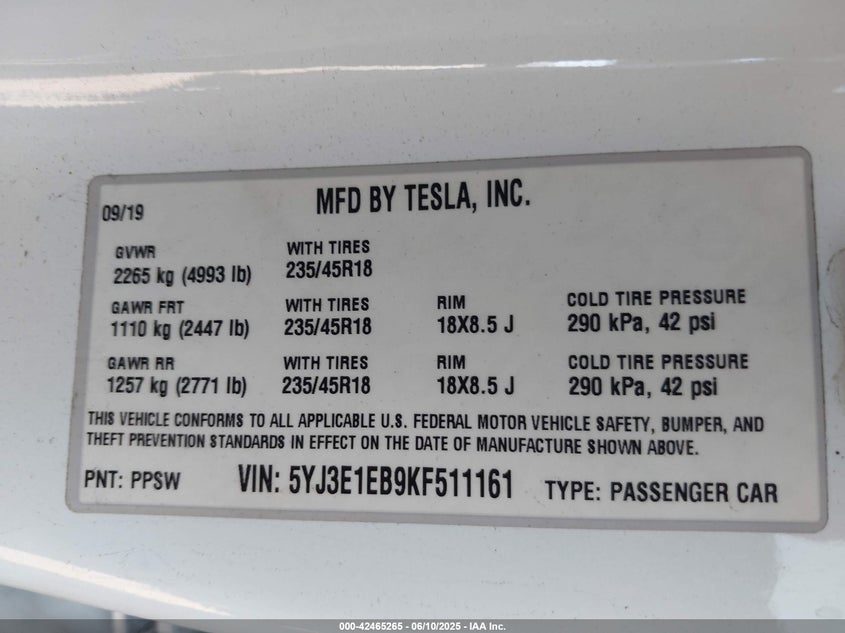 09/19 MFD BY TESLA, INC.
GVWR WITH TIRES
2265 kg (4993 lb) 235/45R18
GAWR FRT WITH TIRES RIM COLD TIRE PRESSURE
1110 kg (2447 lb) 235/45R18 18X8.5 J 290 kPa, 42 psi
GAWR RR WITH TIRES RIM COLD TIRE PRESSURE
1257 kg (2771 lb) 235/45R18 18X8.5 J 290 kPa, 42 psi
THIS VEHICLE CONFORMS TO ALL APPLICABLE U.S. FEDERAL MOTOR VEHICLE SAFETY, BUMPER, AND
THEFT PREVENTION STANDARDS IN EFFECT ON THE DATE OF MANUFACTURE SHOWN ABOVE.
PNT: PPSW VIN: 5YJ3E1EB9KF511161 TYPE: PASSENGER CAR
000-42465265 - 06/10/2025 - IAA Inc.